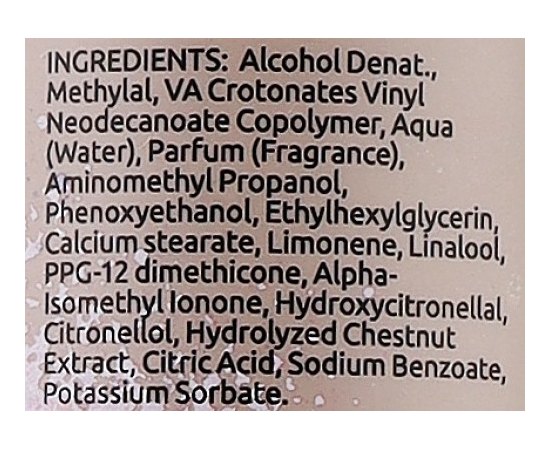 INGREDIENTS: Alcohol Denat.,
Methylal, VA Crotonates Vinyl
Neodecanoate Copolymer, Aqua
(Water), Parfum (Fragrance),
Aminomethyl Propanol,
Phenoxyethanol, Ethylhexylglycerin,
Calcium stearate, Limonene, Linalool,
PPG-12 dimethicone, Alpha-
Isomethyl Ionone, Hydroxycitronellal,
Citronellol, Hydrolyzed Chestnut
Extract, Citric Acid, Sodium Benzoate,
Potassium Sorbate.